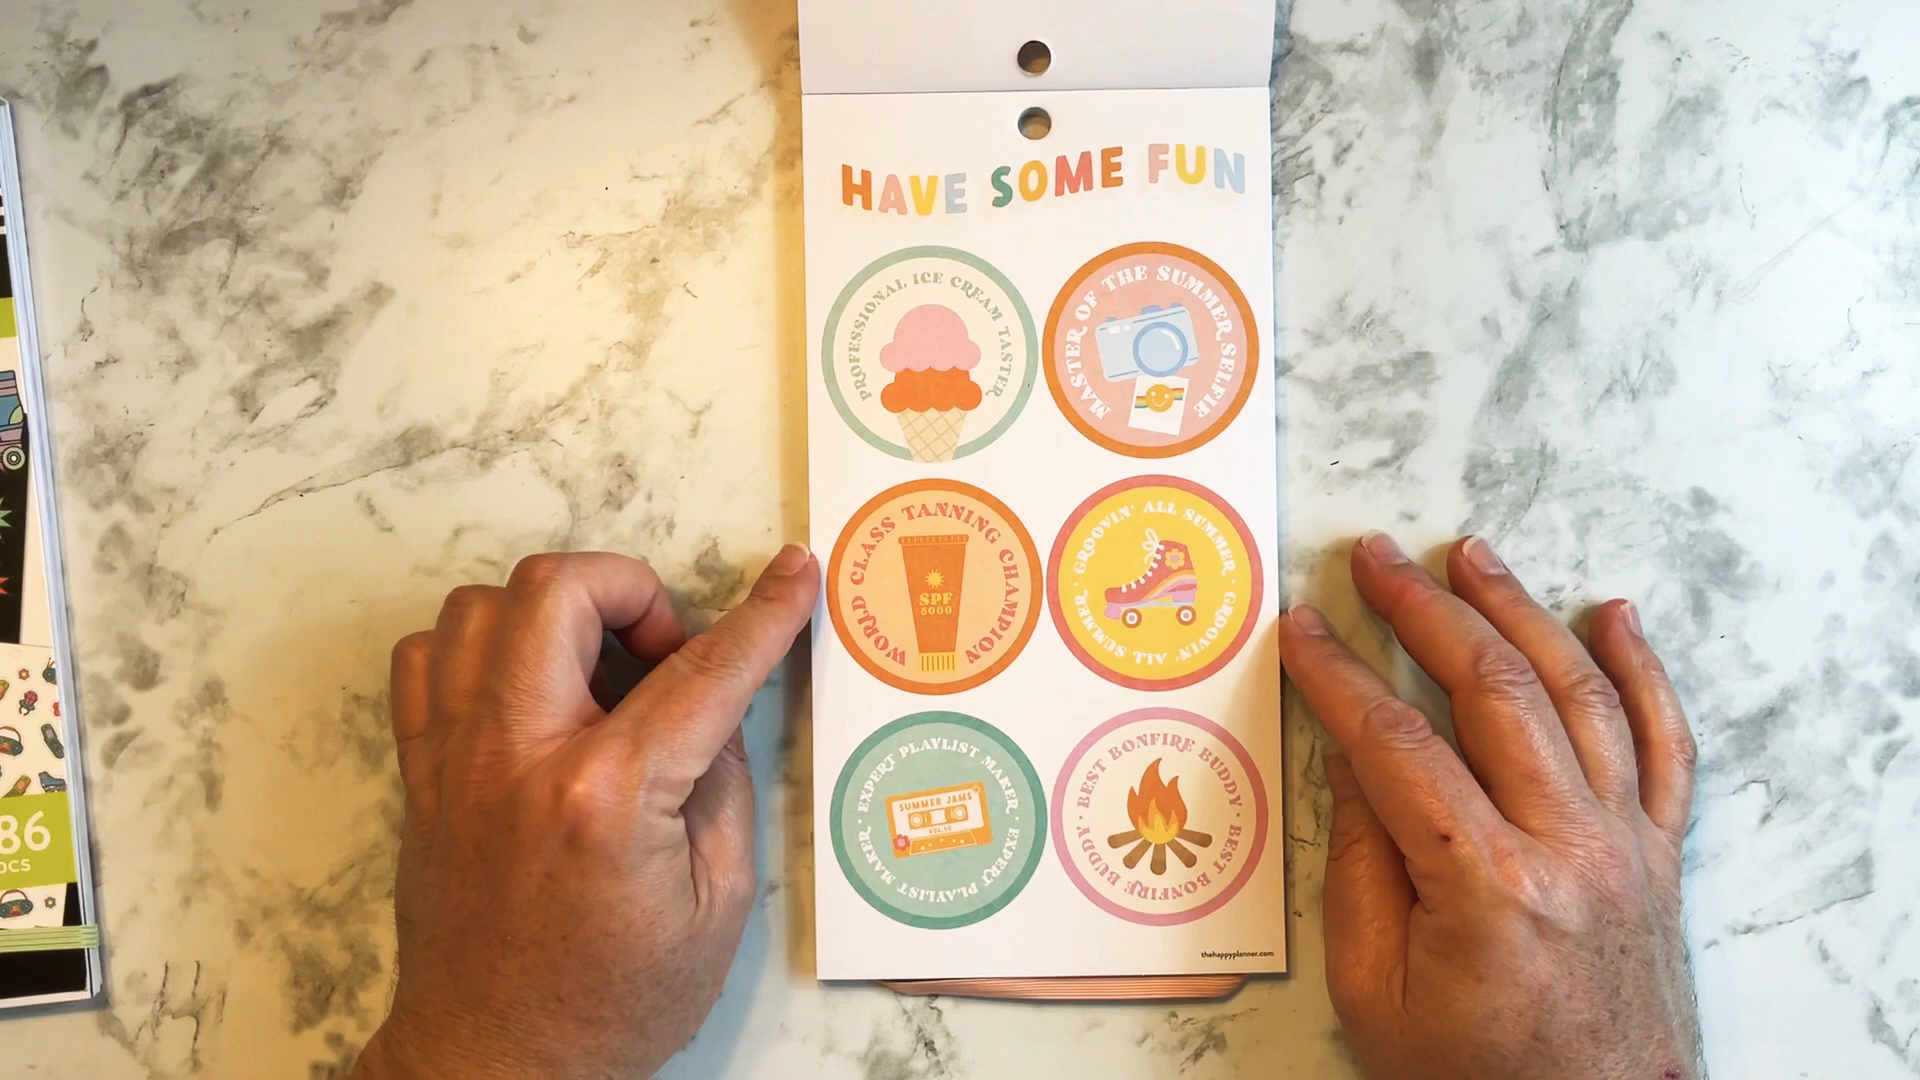 HAVE SOME FUN
PROFESSIONAL ICE CREAM TASTER
MASTER OF THE SUMMER SELFIE
WORLD CLASS TANNING CHAMPION
SPF
5000
GROOVIN' ALL SUMMER · GROOVIN' ALL SUMMER ·
EXPERT PLAYLIST MAKER · EXPERT PLAYLIST MAKER ·
SUMMER JAMS
BEST BONFIRE BUDDY · BEST BONFIRE BUDDY ·
thehappyplanner.com
86
PCS